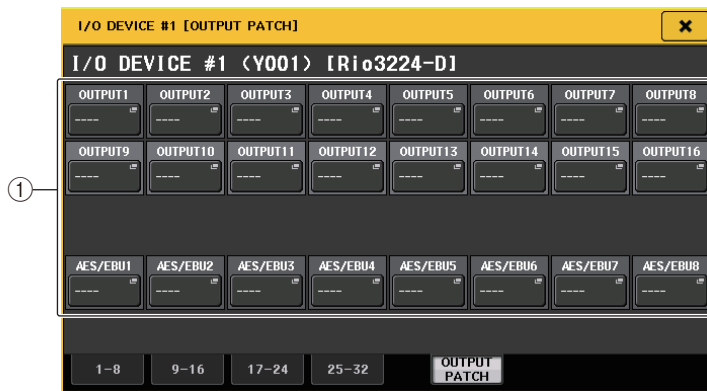 I/O DEVICE #1 [OUTPUT PATCH]
I/O DEVICE #1 (Y001) [Rio3224-D]
OUTPUT1 OUTPUT2 OUTPUT3 OUTPUT4 OUTPUT5 OUTPUT6 OUTPUT7 OUTPUT8
---- ---- ---- ---- ---- ---- ---- ----
OUTPUT9 OUTPUT10 OUTPUT11 OUTPUT12 OUTPUT13 OUTPUT14 OUTPUT15 OUTPUT16
---- ---- ---- ---- ---- ---- ---- ----
①
AES/EBU1 AES/EBU2 AES/EBU3 AES/EBU4 AES/EBU5 AES/EBU6 AES/EBU7 AES/EBU8
---- ---- ---- ---- ---- ---- ---- ----
1-8 9-16 17-24 25-32 OUTPUT
PATCH